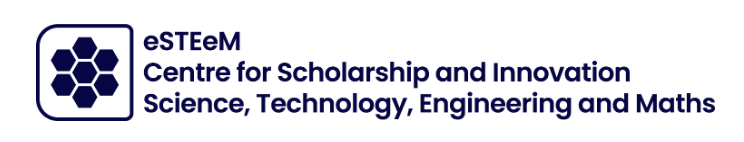 eSTEeM
Centre for Scholarship and Innovation
Science, Technology, Engineering and Maths